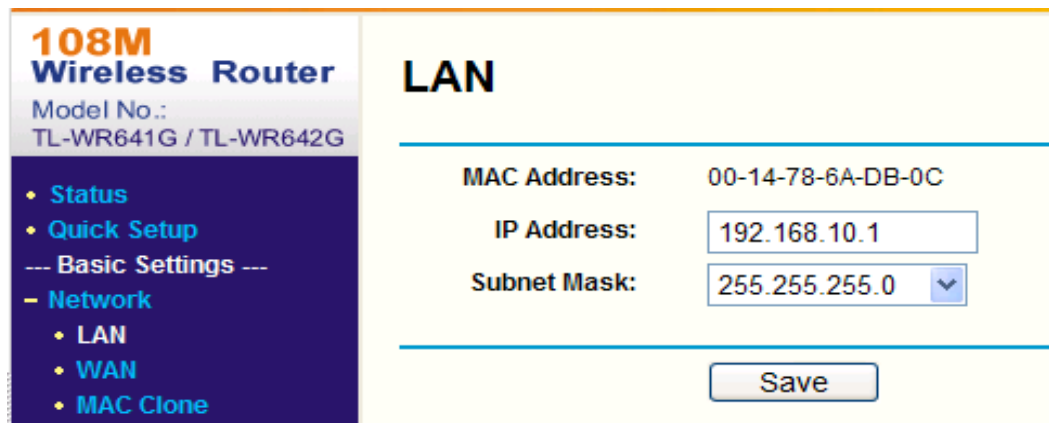 108M
Wireless Router
Model No.:
TL-WR641G / TL-WR642G
• Status
• Quick Setup
--- Basic Settings ---
– Network
• LAN
• WAN
• MAC Clone
LAN
MAC Address: 00-14-78-6A-DB-0C
IP Address: 192.168.10.1
Subnet Mask: 255.255.255.0
Save